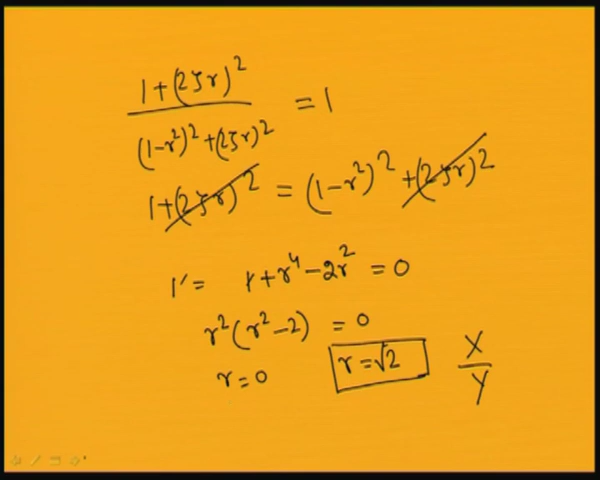 1+(2ζr)²
(1-r²)²+(2ζr)² = 1
1+(2ζr)² = (1-r²)² +(2ζr)²
1 = 1+r⁴-2r² = 0
r²(r²-2) = 0
r=0 r=√2 X/Y